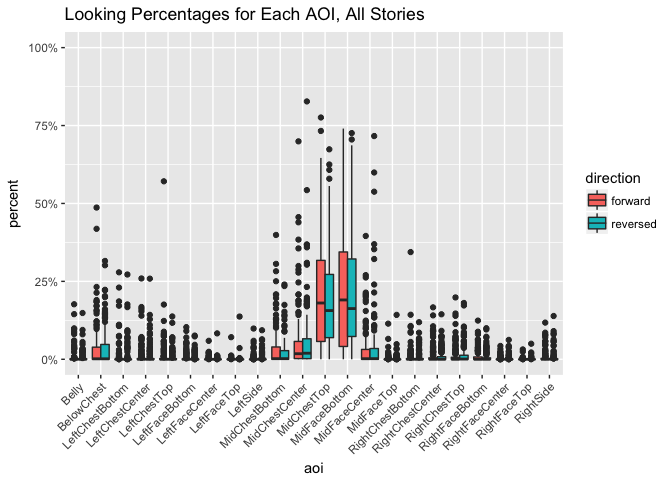 Looking Percentages for Each AOI, All Stories
100%
75%
50%
25%
0%
percent
Belly
BelowChest
LeftChestBottom
LeftChestCenter
LeftChestTop
LeftFaceBottom
LeftFaceCenter
LeftFaceTop
LeftSide
MidChestBottom
MidChestCenter
MidChestTop
MidFaceBottom
MidFaceCenter
MidFaceTop
RightChestBottom
RightChestCenter
RightChestTop
RightFaceBottom
RightFaceCenter
RightFaceTop
RightSide
aoi
direction
forward
reversed